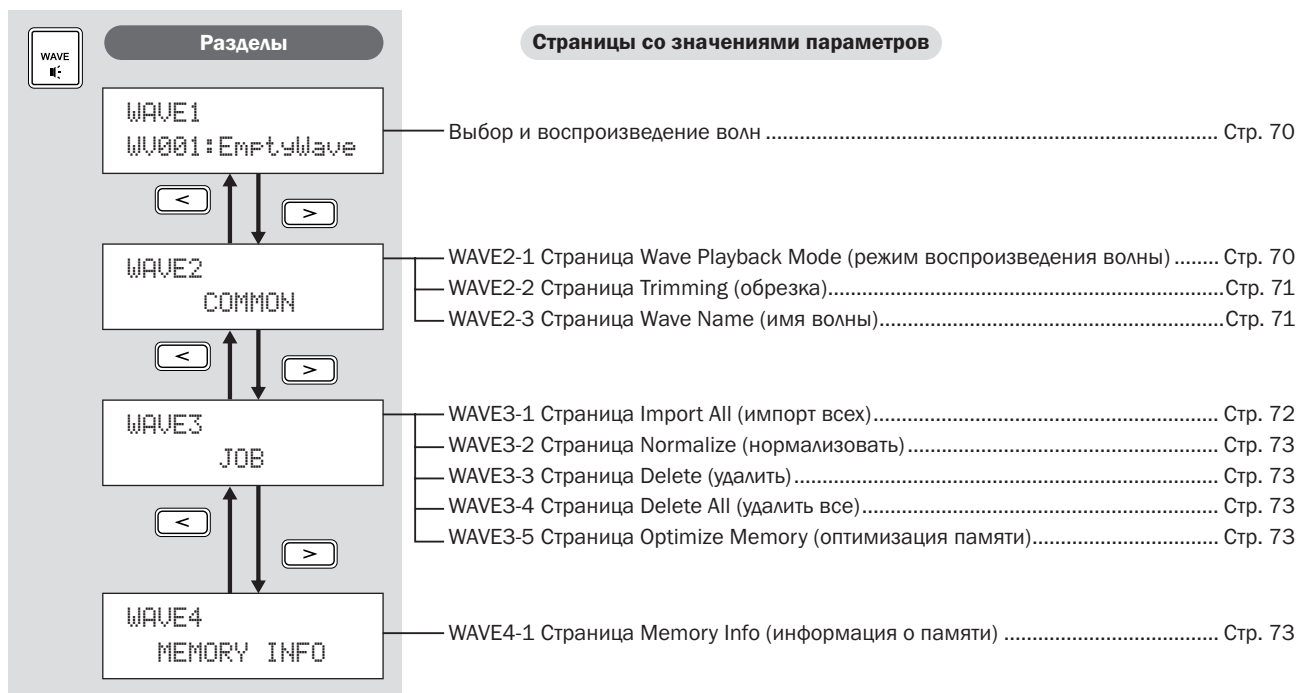 WAVE
Разделы
Страницы со значениями параметров
WAVE1
WV001:EmptyWave
Выбор и воспроизведение волн ........ Стр. 70
<
>
WAVE2
COMMON
WAVE2-1 Страница Wave Playback Mode (режим воспроизведения волны) ........ Стр. 70
WAVE2-2 Страница Trimming (обрезка)........Стр. 71
WAVE2-3 Страница Wave Name (имя волны)........Стр. 71
<
>
WAVE3
JOB
WAVE3-1 Страница Import All (импорт всех)........ Стр. 72
WAVE3-2 Страница Normalize (нормализовать)........ Стр. 73
WAVE3-3 Страница Delete (удалить)........ Стр. 73
WAVE3-4 Страница Delete All (удалить все)........ Стр. 73
WAVE3-5 Страница Optimize Memory (оптимизация памяти)........ Стр. 73
<
>
WAVE4
MEMORY INFO
WAVE4-1 Страница Memory Info (информация о памяти) ........ Стр. 73